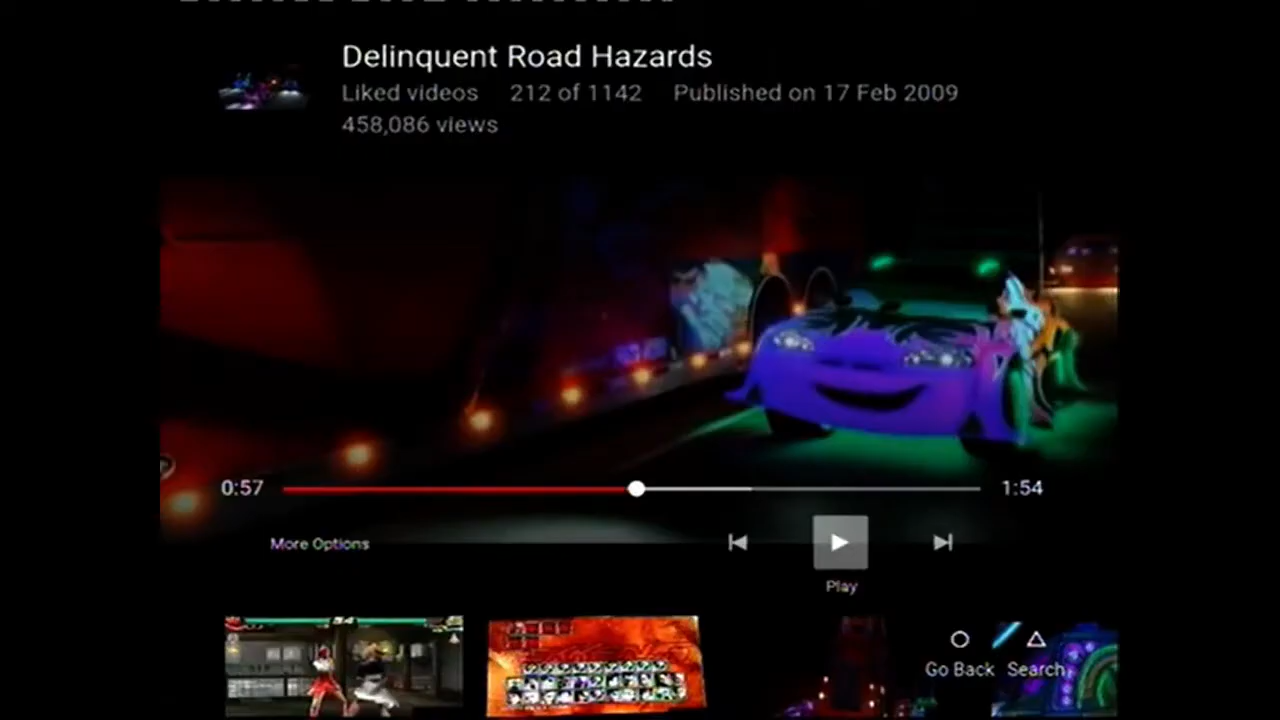 Delinquent Road Hazards
Liked videos 212 of 1142 Published on 17 Feb 2009
458,086 views
0:57
1:54
More Options
Play
Go Back Search